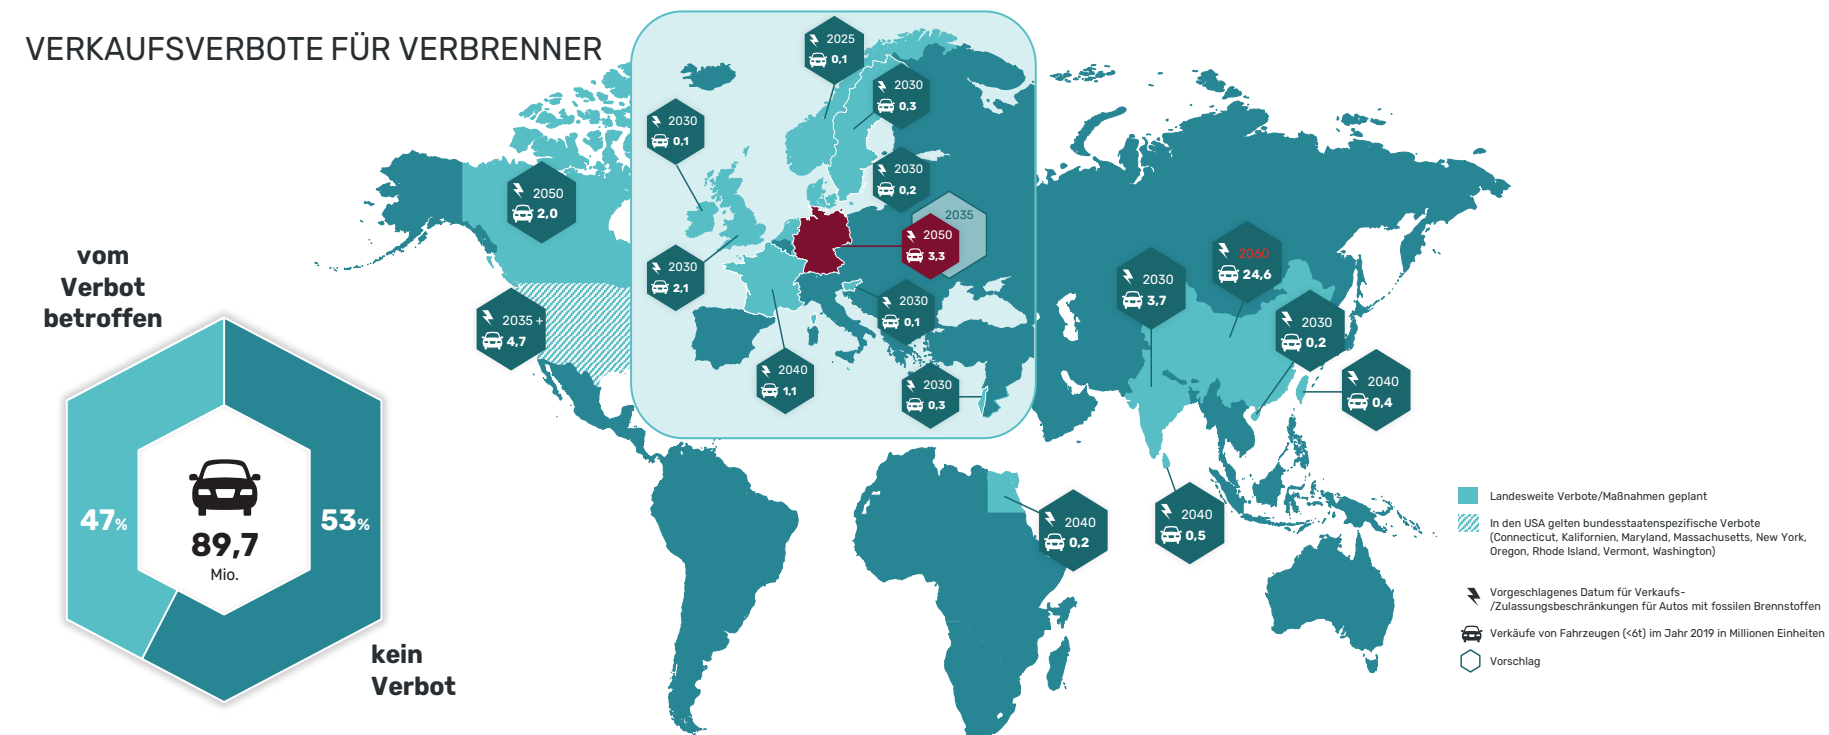 VERKAUFSVERBOTE FÜR VERBRENNER
2025
0,1
2030
0,3
2030
0,1
2030
0,2
2050
2,0
2035
2050
3,3
2030
2,1
2030
0,1
2035 +
4,7
2040
1,1
2030
0,3
2030
3,7
2060
24,6
2030
0,2
2040
0,4
2040
0,2
2040
0,5
vom
Verbot
betroffen
47%
53%
89,7
Mio.
kein
Verbot
Landesweite Verbote/Maßnahmen geplant
In den USA gelten bundesstaatenspezifische Verbote
(Connecticut, Kalifornien, Maryland, Massachusetts, New York,
Oregon, Rhode Island, Vermont, Washington)
Vorgeschlagenes Datum für Verkaufs-
/Zulassungsbeschränkungen für Autos mit fossilen Brennstoffen
Verkäufe von Fahrzeugen (<6t) im Jahr 2019 in Millionen Einheiten
Vorschlag